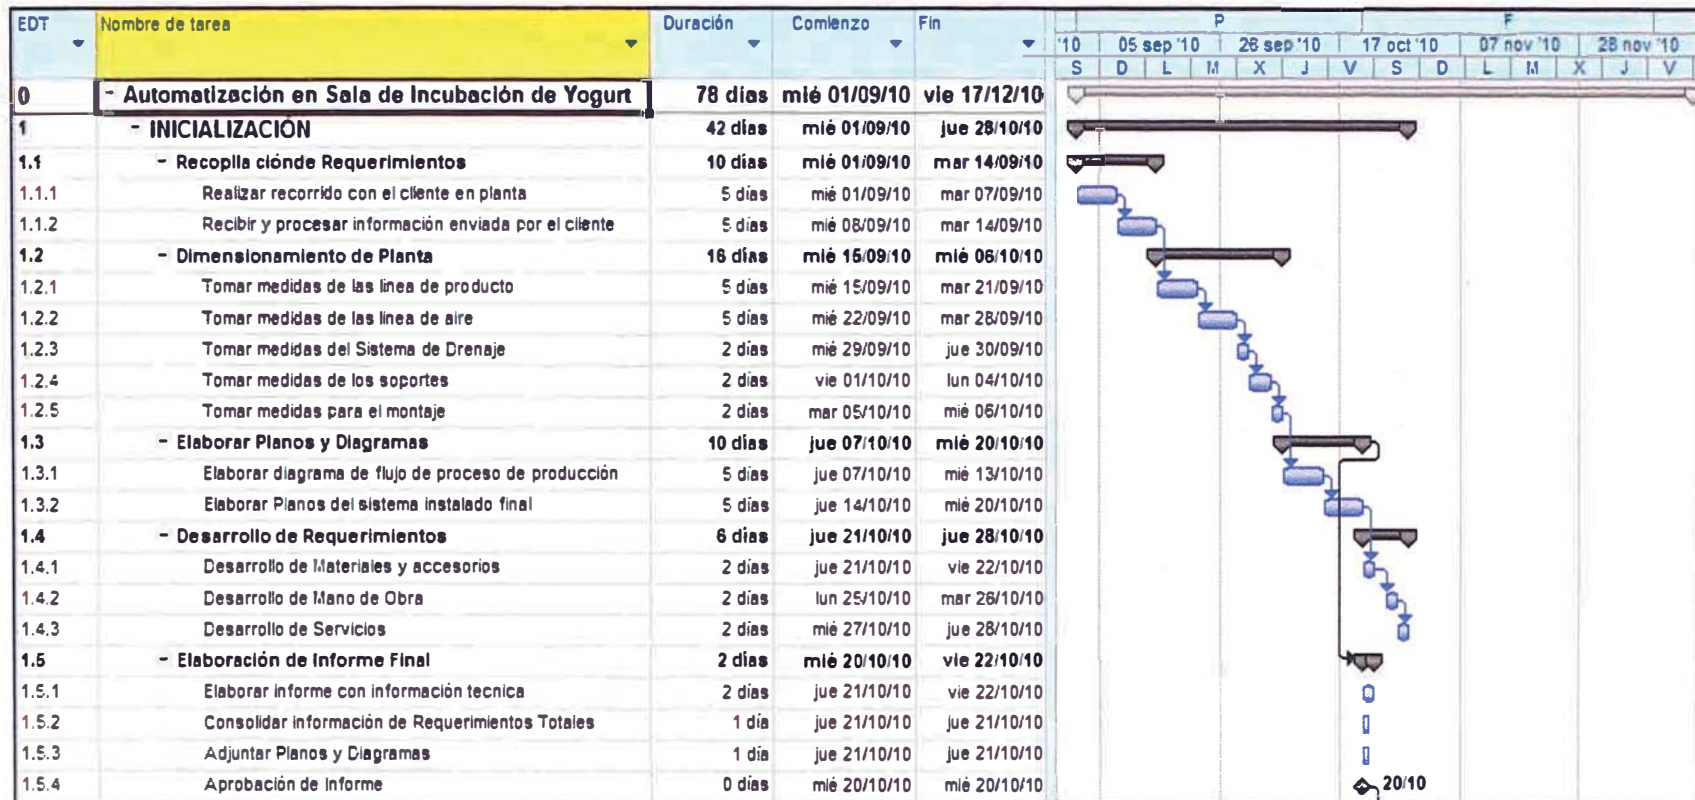 EDT Nombre de tarea Duración Comienzo Fin
P F
'10 05 sep '10 26 sep '10 17 oct '10 07 nov '10 28 nov '10
S D L M X J V S D L M X J V
0 - Automatización en Sala de Incubación de Yogurt 78 días mié 01/09/10 vie 17/12/10
1 - INICIALIZACIÓN 42 días mié 01/09/10 jue 28/10/10
1.1 - Recopila ciónde Requerimientos 10 días mié 01/09/10 mar 14/09/10
1.1.1 Realizar recorrido con el cliente en planta 5 días mié 01/09/10 mar 07/09/10
1.1.2 Recibir y procesar información enviada por el cliente 5 días mié 08/09/10 mar 14/09/10
1.2 - Dimensionamiento de Planta 16 días mié 15/09/10 mié 06/10/10
1.2.1 Tomar medidas de las linea de producto 5 días mié 15/09/10 mar 21/09/10
1.2.2 Tomar medidas de las linea de aire 5 días mié 22/09/10 mar 28/09/10
1.2.3 Tomar medidas del Sistema de Drenaje 2 días mié 29/09/10 jue 30/09/10
1.2.4 Tomar medidas de los soportes 2 días vie 01/10/10 lun 04/10/10
1.2.5 Tomar medidas para el montaje 2 días mar 05/10/10 mié 06/10/10
1.3 - Elaborar Planos y Diagramas 10 días jue 07/10/10 mié 20/10/10
1.3.1 Elaborar diagrama de flujo de proceso de producción 5 días jue 07/10/10 mié 13/10/10
1.3.2 Elaborar Planos del sistema instalado final 5 días jue 14/10/10 mié 20/10/10
1.4 - Desarrollo de Requerimientos 6 días jue 21/10/10 jue 28/10/10
1.4.1 Desarrollo de Materiales y accesorios 2 días jue 21/10/10 vie 22/10/10
1.4.2 Desarrollo de Mano de Obra 2 días lun 25/10/10 mar 26/10/10
1.4.3 Desarrollo de Servicios 2 días mié 27/10/10 jue 28/10/10
1.5 - Elaboración de Informe Final 2 días mié 20/10/10 vie 22/10/10
1.5.1 Elaborar informe con información tecnica 2 días jue 21/10/10 vie 22/10/10
1.5.2 Consolidar información de Requerimientos Totales 1 día jue 21/10/10 jue 21/10/10
1.5.3 Adjuntar Planos y Diagramas 1 día jue 21/10/10 jue 21/10/10
1.5.4 Aprobación de Informe 0 días mié 20/10/10 mié 20/10/10 20/10